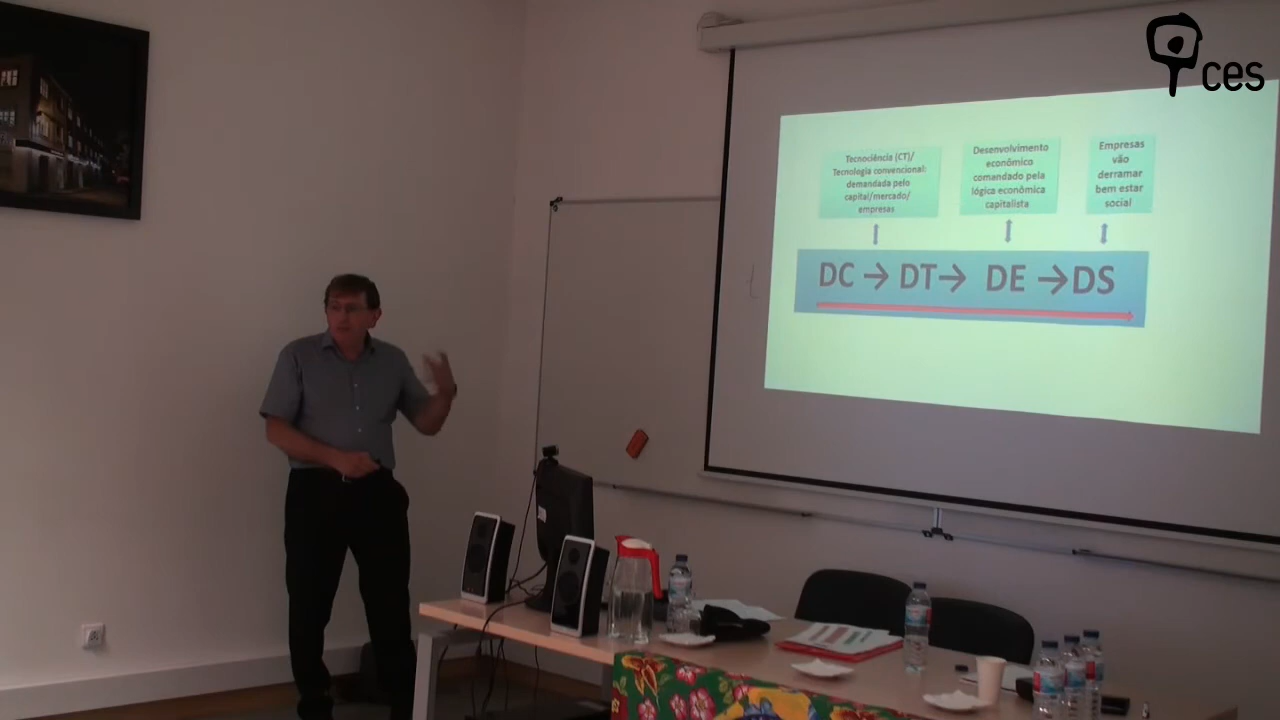 ces
Tecnociência (CT)/
Tecnologia convencional:
demandada pelo
capital/mercado/
empresas
Desenvolvimento
econômico
comandado pela
lógica econômica
capitalista
Empresas
vão
derramar
bem estar
social
DC → DT→ DE →DS